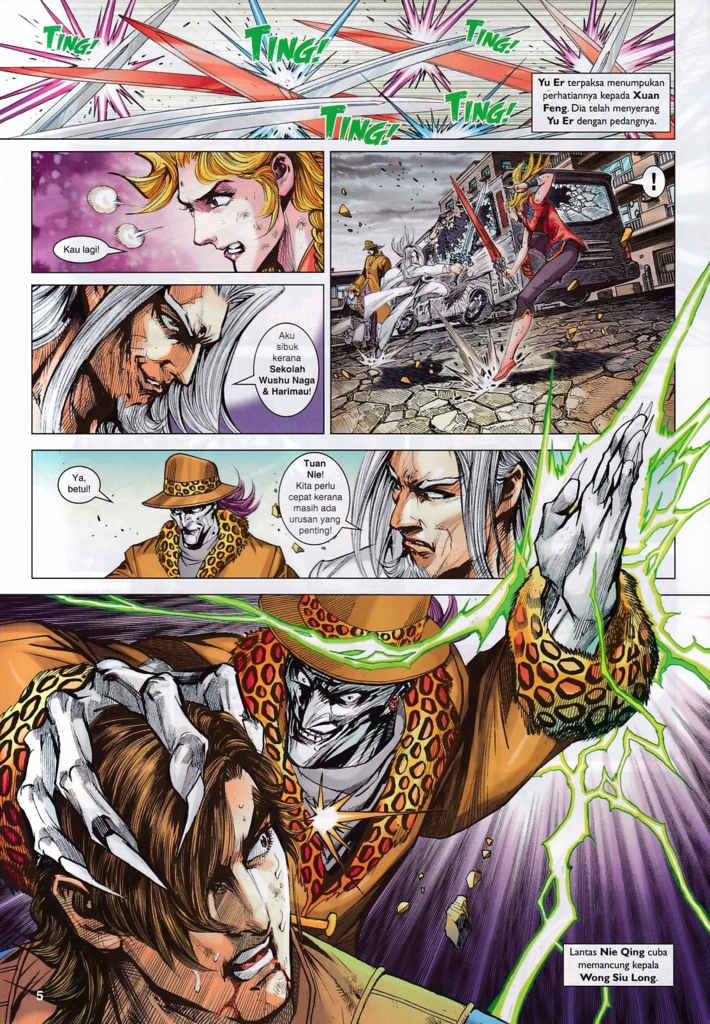 TING!
TING!
TING!
TING!
TING!
Yu Er terpaksa menumpukan
perhatiannya kepada Xuan
Feng. Dia telah menyerang
Yu Er dengan pedangnya.
Kau lagi!
!
Aku
sibuk
kerana
Sekolah
Wushu Naga
& Harimau!
Ya,
betul!
Tuan
Nie!
Kita perlu
cepat kerana
masih ada
urusan yang
penting!
Lantas Nie Qing cuba
memancung kepala
Wong Siu Long.
5